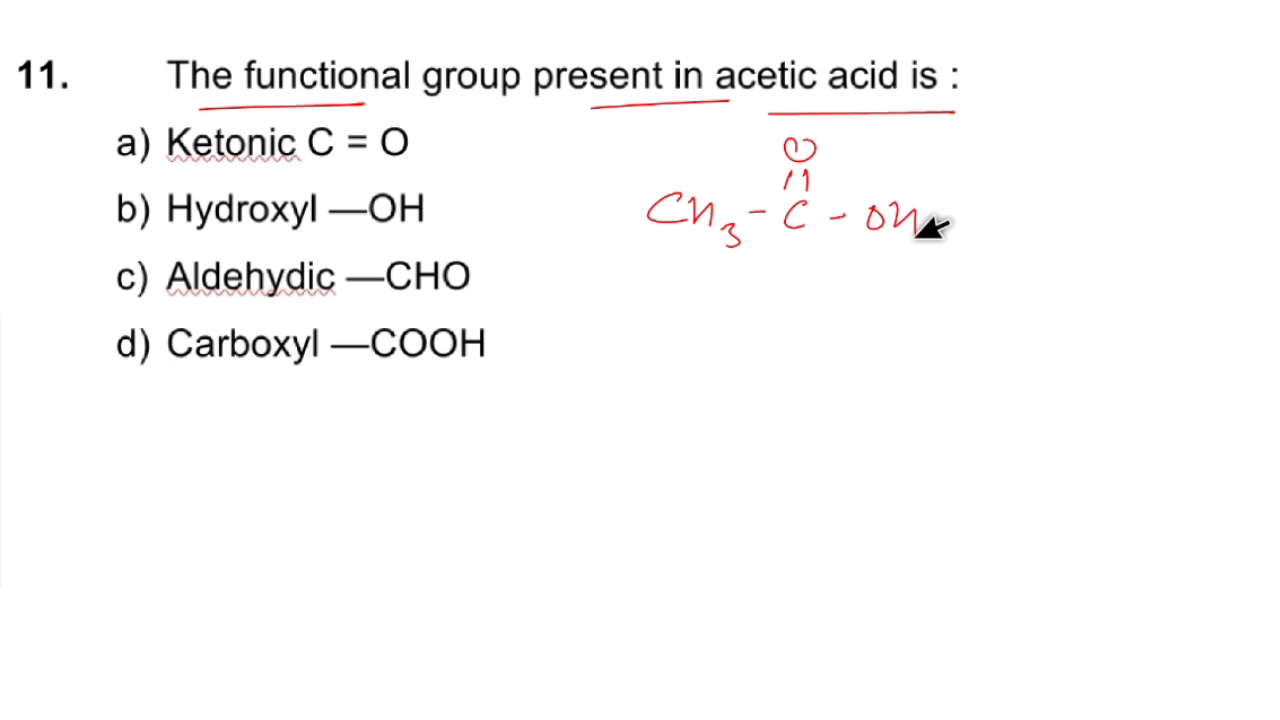 11. The functional group present in acetic acid is :
a) Ketonic C = O
O
||
b) Hydroxyl —OH
CH3 - C - OH
c) Aldehydic —CHO
d) Carboxyl —COOH